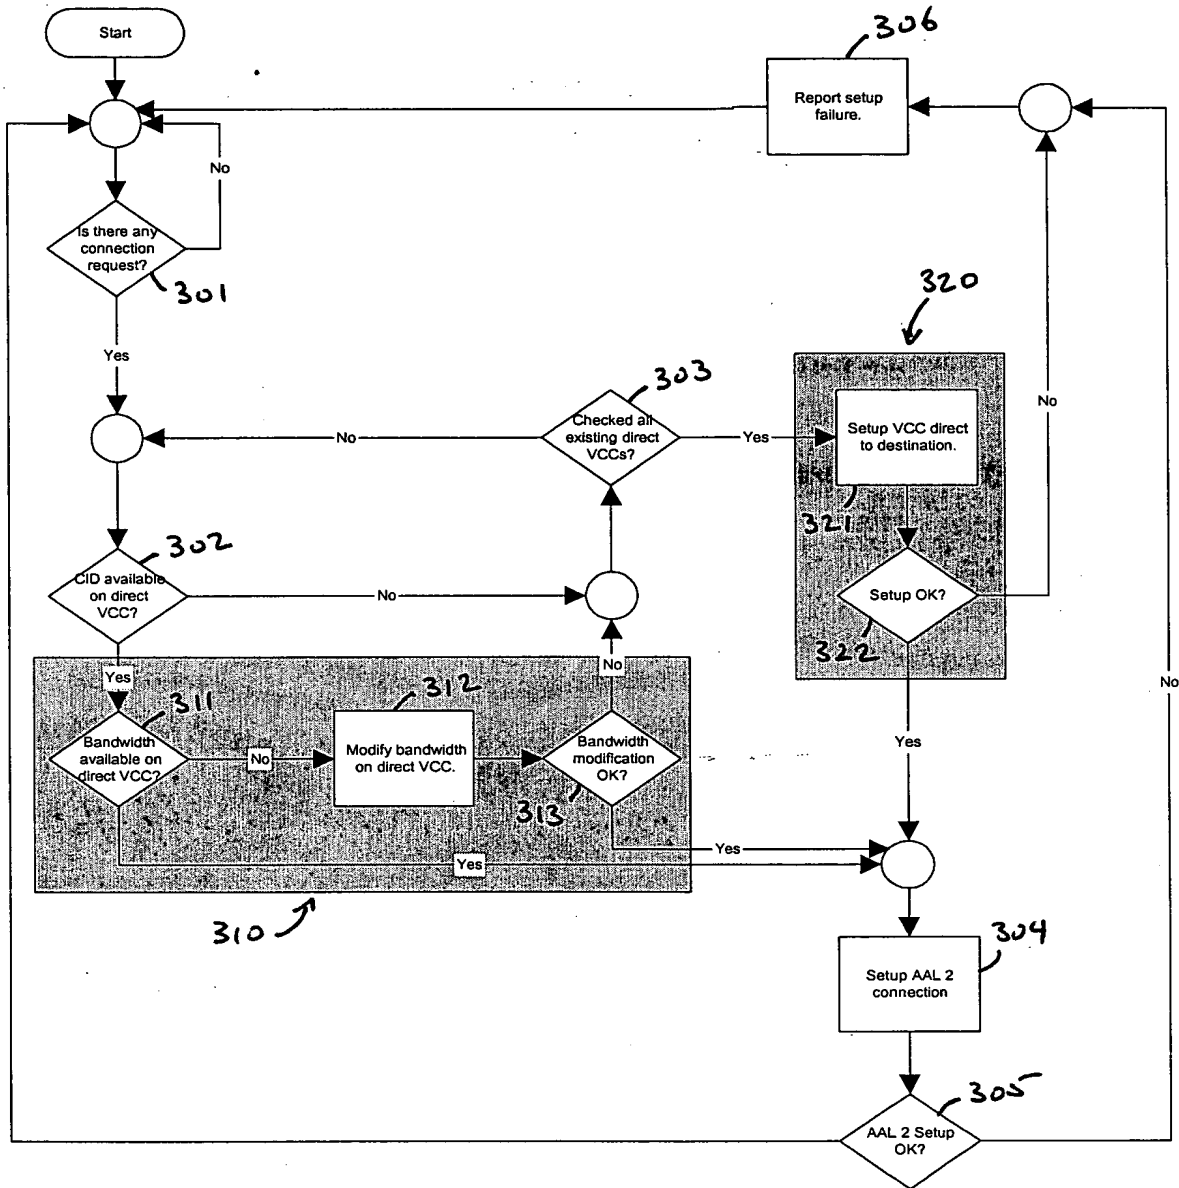 Start
306
Report setup
failure.
No
Is there any
connection
request?
301
320
Yes
303
No
Checked all
existing direct
VCCs?
No
Yes
Setup VCC direct
to destination.
321
302
CID available
on direct
VCC?
No
Setup OK?
322
Yes
No
No
311
312
Bandwidth
available on
direct VCC?
No
Modify bandwidth
on direct VCC.
Bandwidth
modification
OK?
313
Yes
Yes
Yes
310
304
Setup AAL 2
connection
305
AAL 2 Setup
OK?